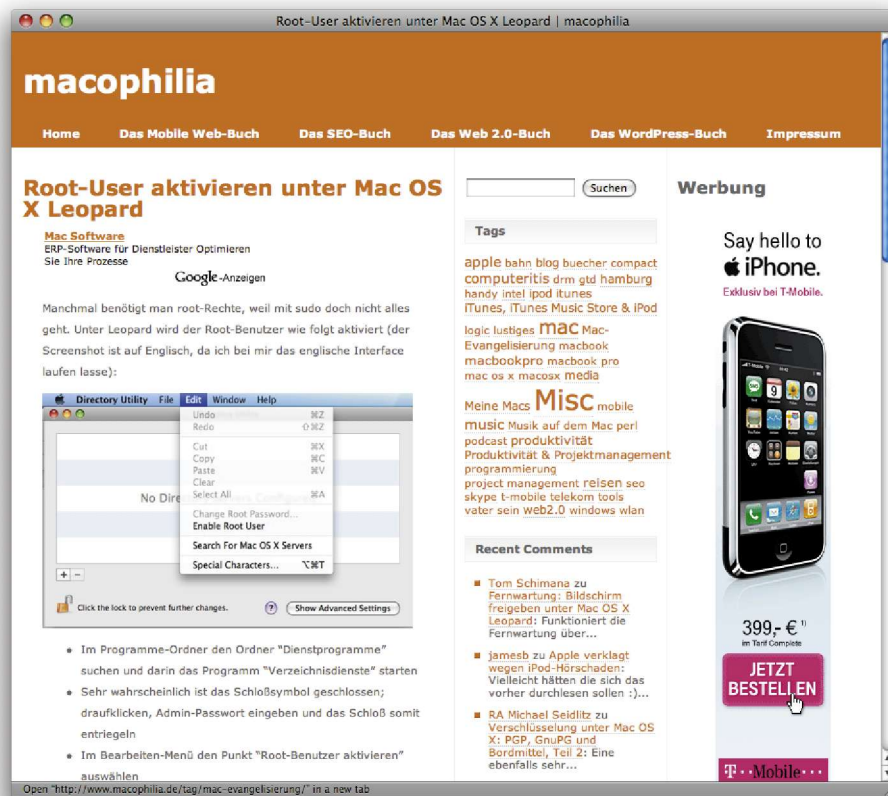 Root-User aktivieren unter Mac OS X Leopard | macophilia
macophilia
Home Das Mobile Web-Buch Das SEO-Buch Das Web 2.0-Buch Das WordPress-Buch Impressum
Root-User aktivieren unter Mac OS
X Leopard
Mac Software
ERP-Software für Dienstleister Optimieren
Sie Ihre Prozesse
Google-Anzeigen
Manchmal benötigt man root-Rechte, weil mit sudo doch nicht alles
geht. Unter Leopard wird der Root-Benutzer wie folgt aktiviert (der
Screenshot ist auf Englisch, da ich bei mir das englische Interface
laufen lasse):
Directory Utility File Edit Window Help
Undo ⌘Z
Redo ⇧⌘Z
Cut ⌘X
Copy ⌘C
Paste ⌘V
Clear
Select All ⌘A
No Dire
Change Root Password...
Enable Root User
Search For Mac OS X Servers
Special Characters... ⌥⌘T
+ −
Click the lock to prevent further changes. ? Show Advanced Settings
• Im Programme-Ordner den Ordner "Dienstprogramme"
suchen und darin das Programm "Verzeichnisdienste" starten
• Sehr wahrscheinlich ist das Schloßsymbol geschlossen;
draufklicken, Admin-Passwort eingeben und das Schloß somit
entriegeln
• Im Bearbeiten-Menü den Punkt "Root-Benutzer aktivieren"
auswählen
Suchen
Tags
apple bahn blog buecher compact
computeritis drm gtd hamburg
handy intel ipod itunes
iTunes, iTunes Music Store & iPod
logic lustiges mac Mac-
Evangelisierung macbook
macbookpro macbook pro
mac os x macosx media
Meine Macs Misc mobile
music Musik auf dem Mac perl
podcast produktivität
Produktivität & Projektmanagement
programmierung
project management reisen seo
skype t-mobile telekom tools
vater sein web2.0 windows wlan
Recent Comments
Tom Schimana zu
Fernwartung: Bildschirm
freigeben unter Mac OS X
Leopard: Funktioniert die
Fernwartung über...
jamesb zu Apple verklagt
wegen iPod-Hörschaden:
Vielleicht hätten die sich das
vorher durchlesen sollen :)...
RA Michael Seidlitz zu
Verschlüsselung unter Mac OS
X: PGP, GnuPG und
Bordmittel, Teil 2: Eine
ebenfalls sehr...
Werbung
Say hello to
iPhone.
Exklusiv bei T-Mobile.
399,- € 1)
im Tarif Complete
JETZT
BESTELLEN
T··Mobile···
Open "http://www.macophilia.de/tag/mac-evangelisierung/" in a new tab